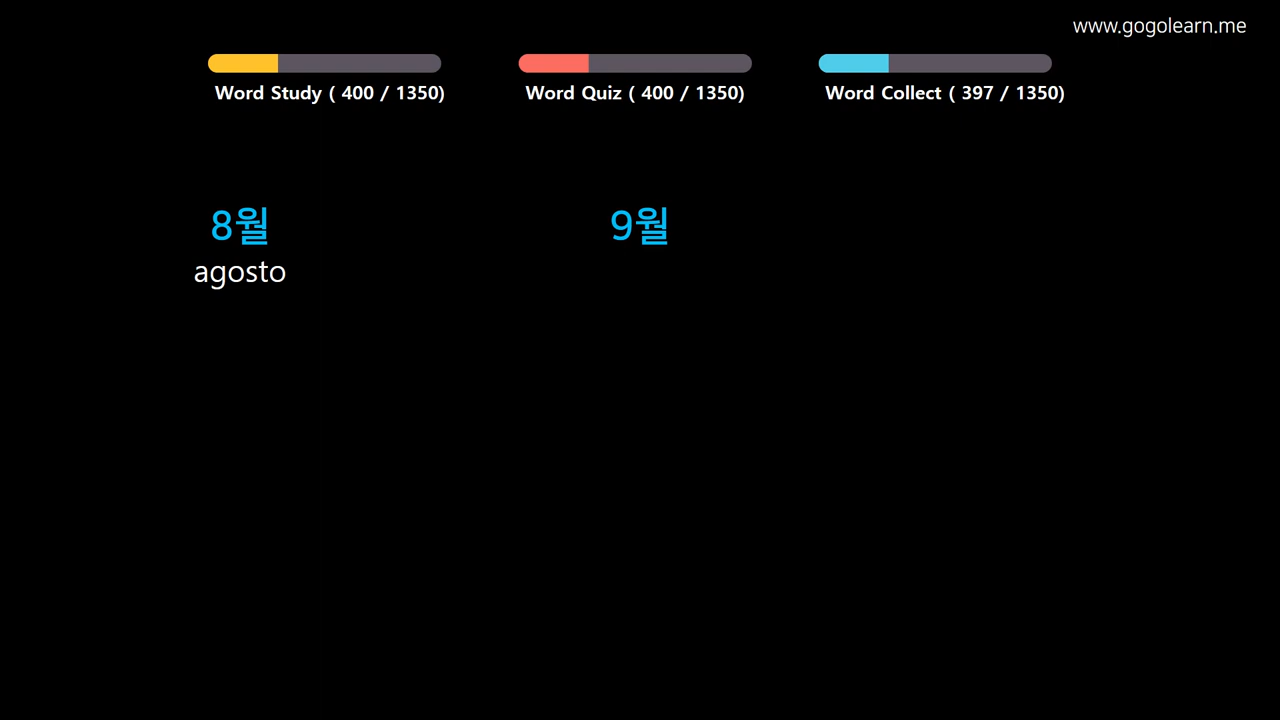 www.gogolearn.me
Word Study ( 400 / 1350)
Word Quiz ( 400 / 1350)
Word Collect ( 397 / 1350)
8월
agosto
9월